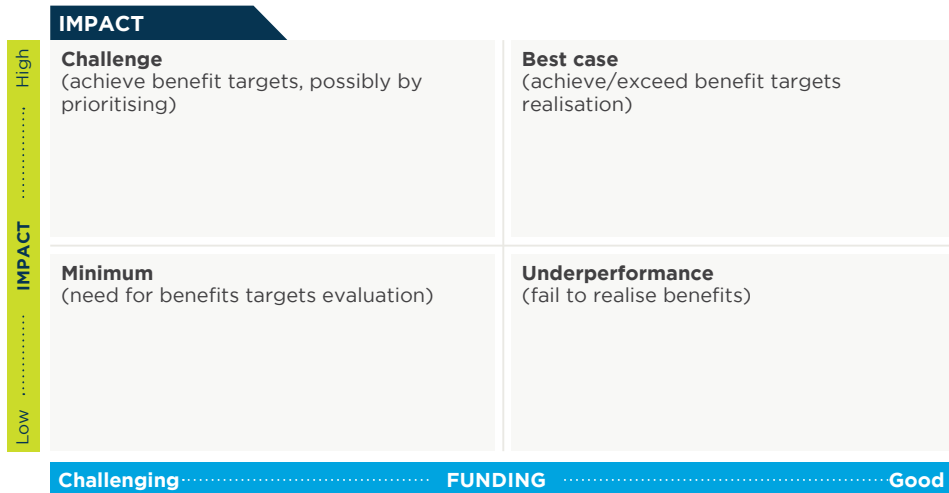 IMPACT
High
IMPACT
Low
Challenge
(achieve benefit targets, possibly by
prioritising)
Best case
(achieve/exceed benefit targets
realisation)
Minimum
(need for benefits targets evaluation)
Underperformance
(fail to realise benefits)
Challenging FUNDING Good